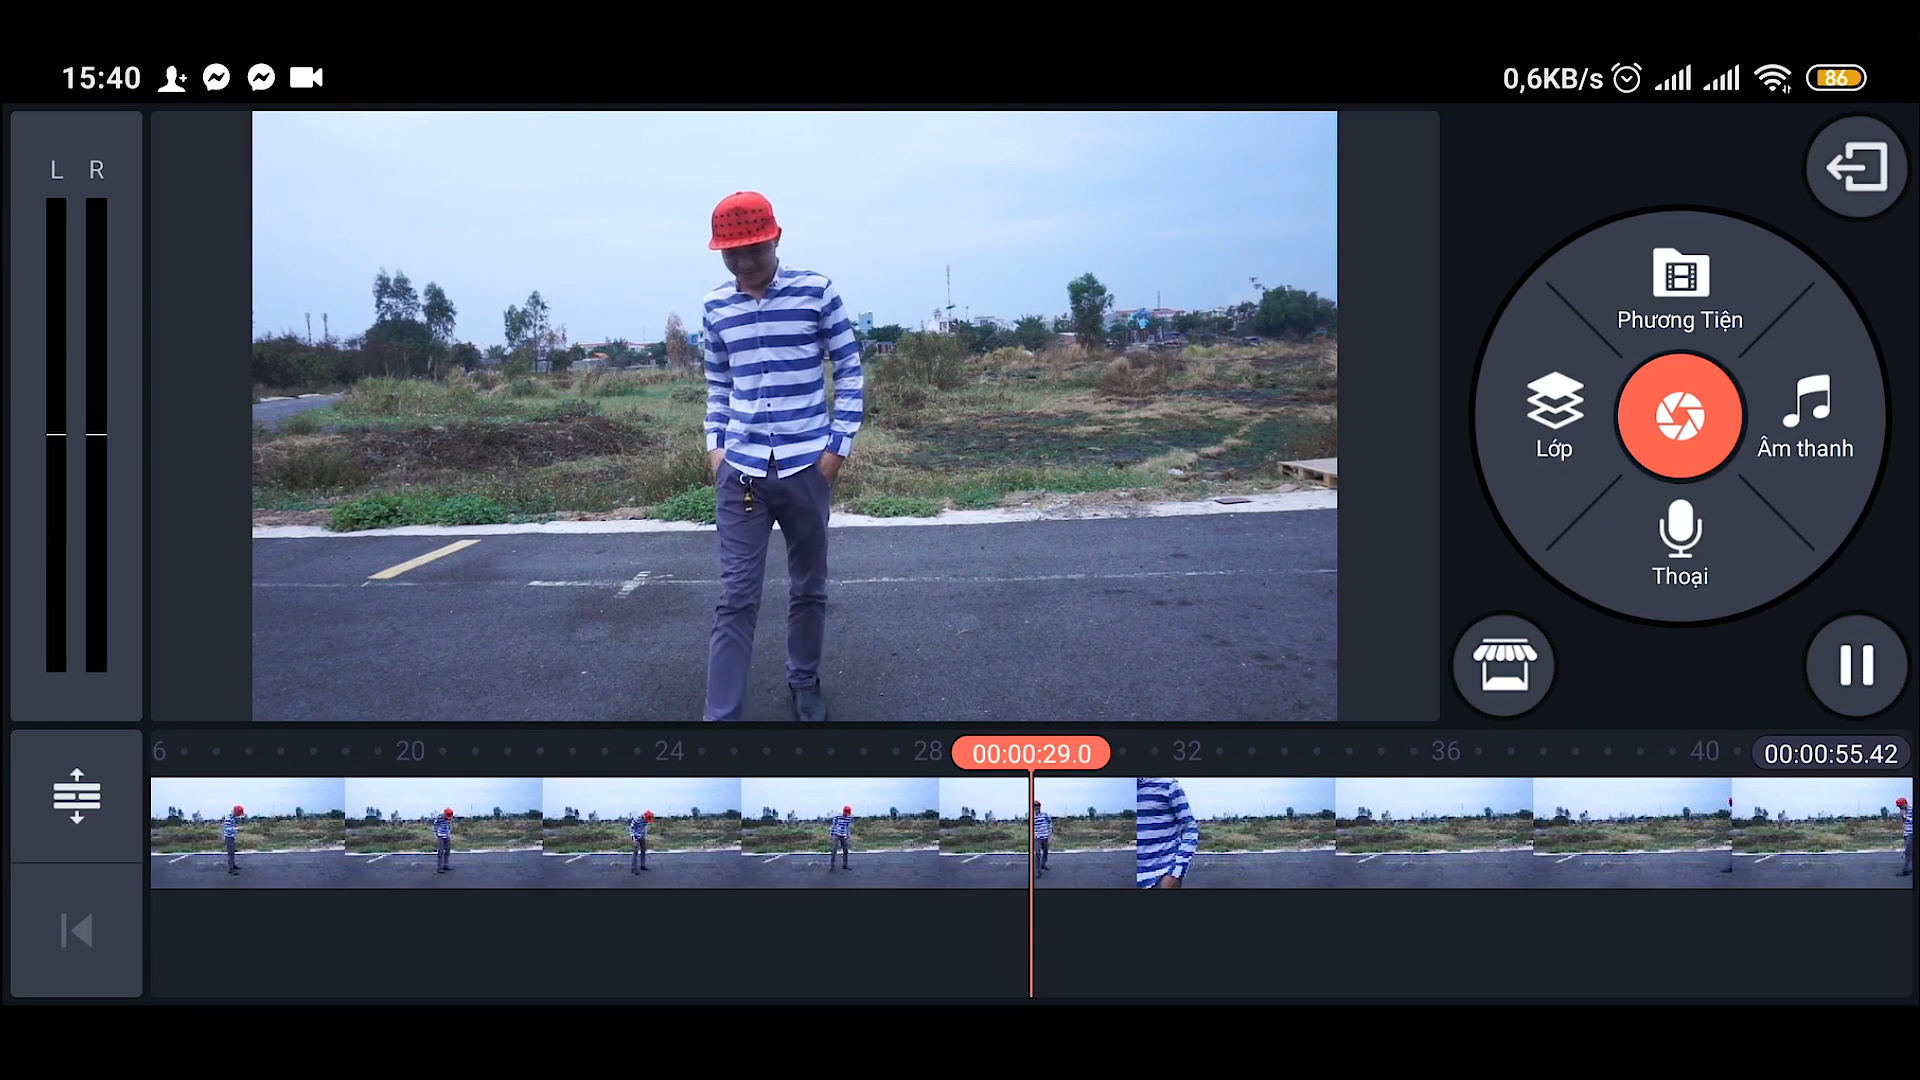 15:40
0,6KB/s
86
L R
Phương Tiện
Lớp
Âm thanh
Thoại
6 20 24 28 00:00:29.0 32 36 40 00:00:55.42